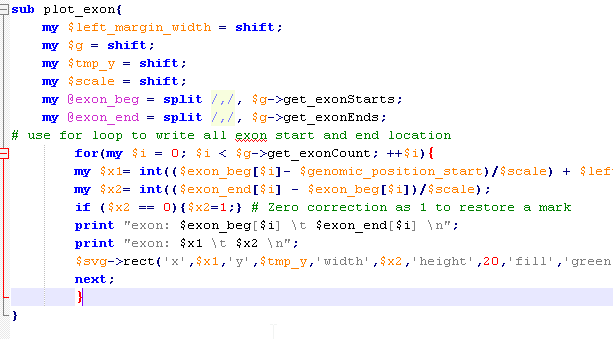 sub plot_exon{
my $left_margin_width = shift;
my $g = shift;
my $tmp_y = shift;
my $scale = shift;
my @exon_beg = split /,/, $g->get_exonStarts;
my @exon_end = split /,/, $g->get_exonEnds;
# use for loop to write all exon start and end location
for(my $i = 0; $i < $g->get_exonCount; ++$i){
my $x1= int(($exon_beg[$i]- $genomic_position_start)/$scale) + $left
my $x2= int(($exon_end[$i] - $exon_beg[$i])/$scale);
if ($x2 == 0){$x2=1;} # Zero correction as 1 to restore a mark
print "exon: $exon_beg[$i] \t $exon_end[$i] \n";
print "exon: $x1 \t $x2 \n";
$svg->rect('x',$x1,'y',$tmp_y,'width',$x2,'height',20,'fill','green
next;
}
}